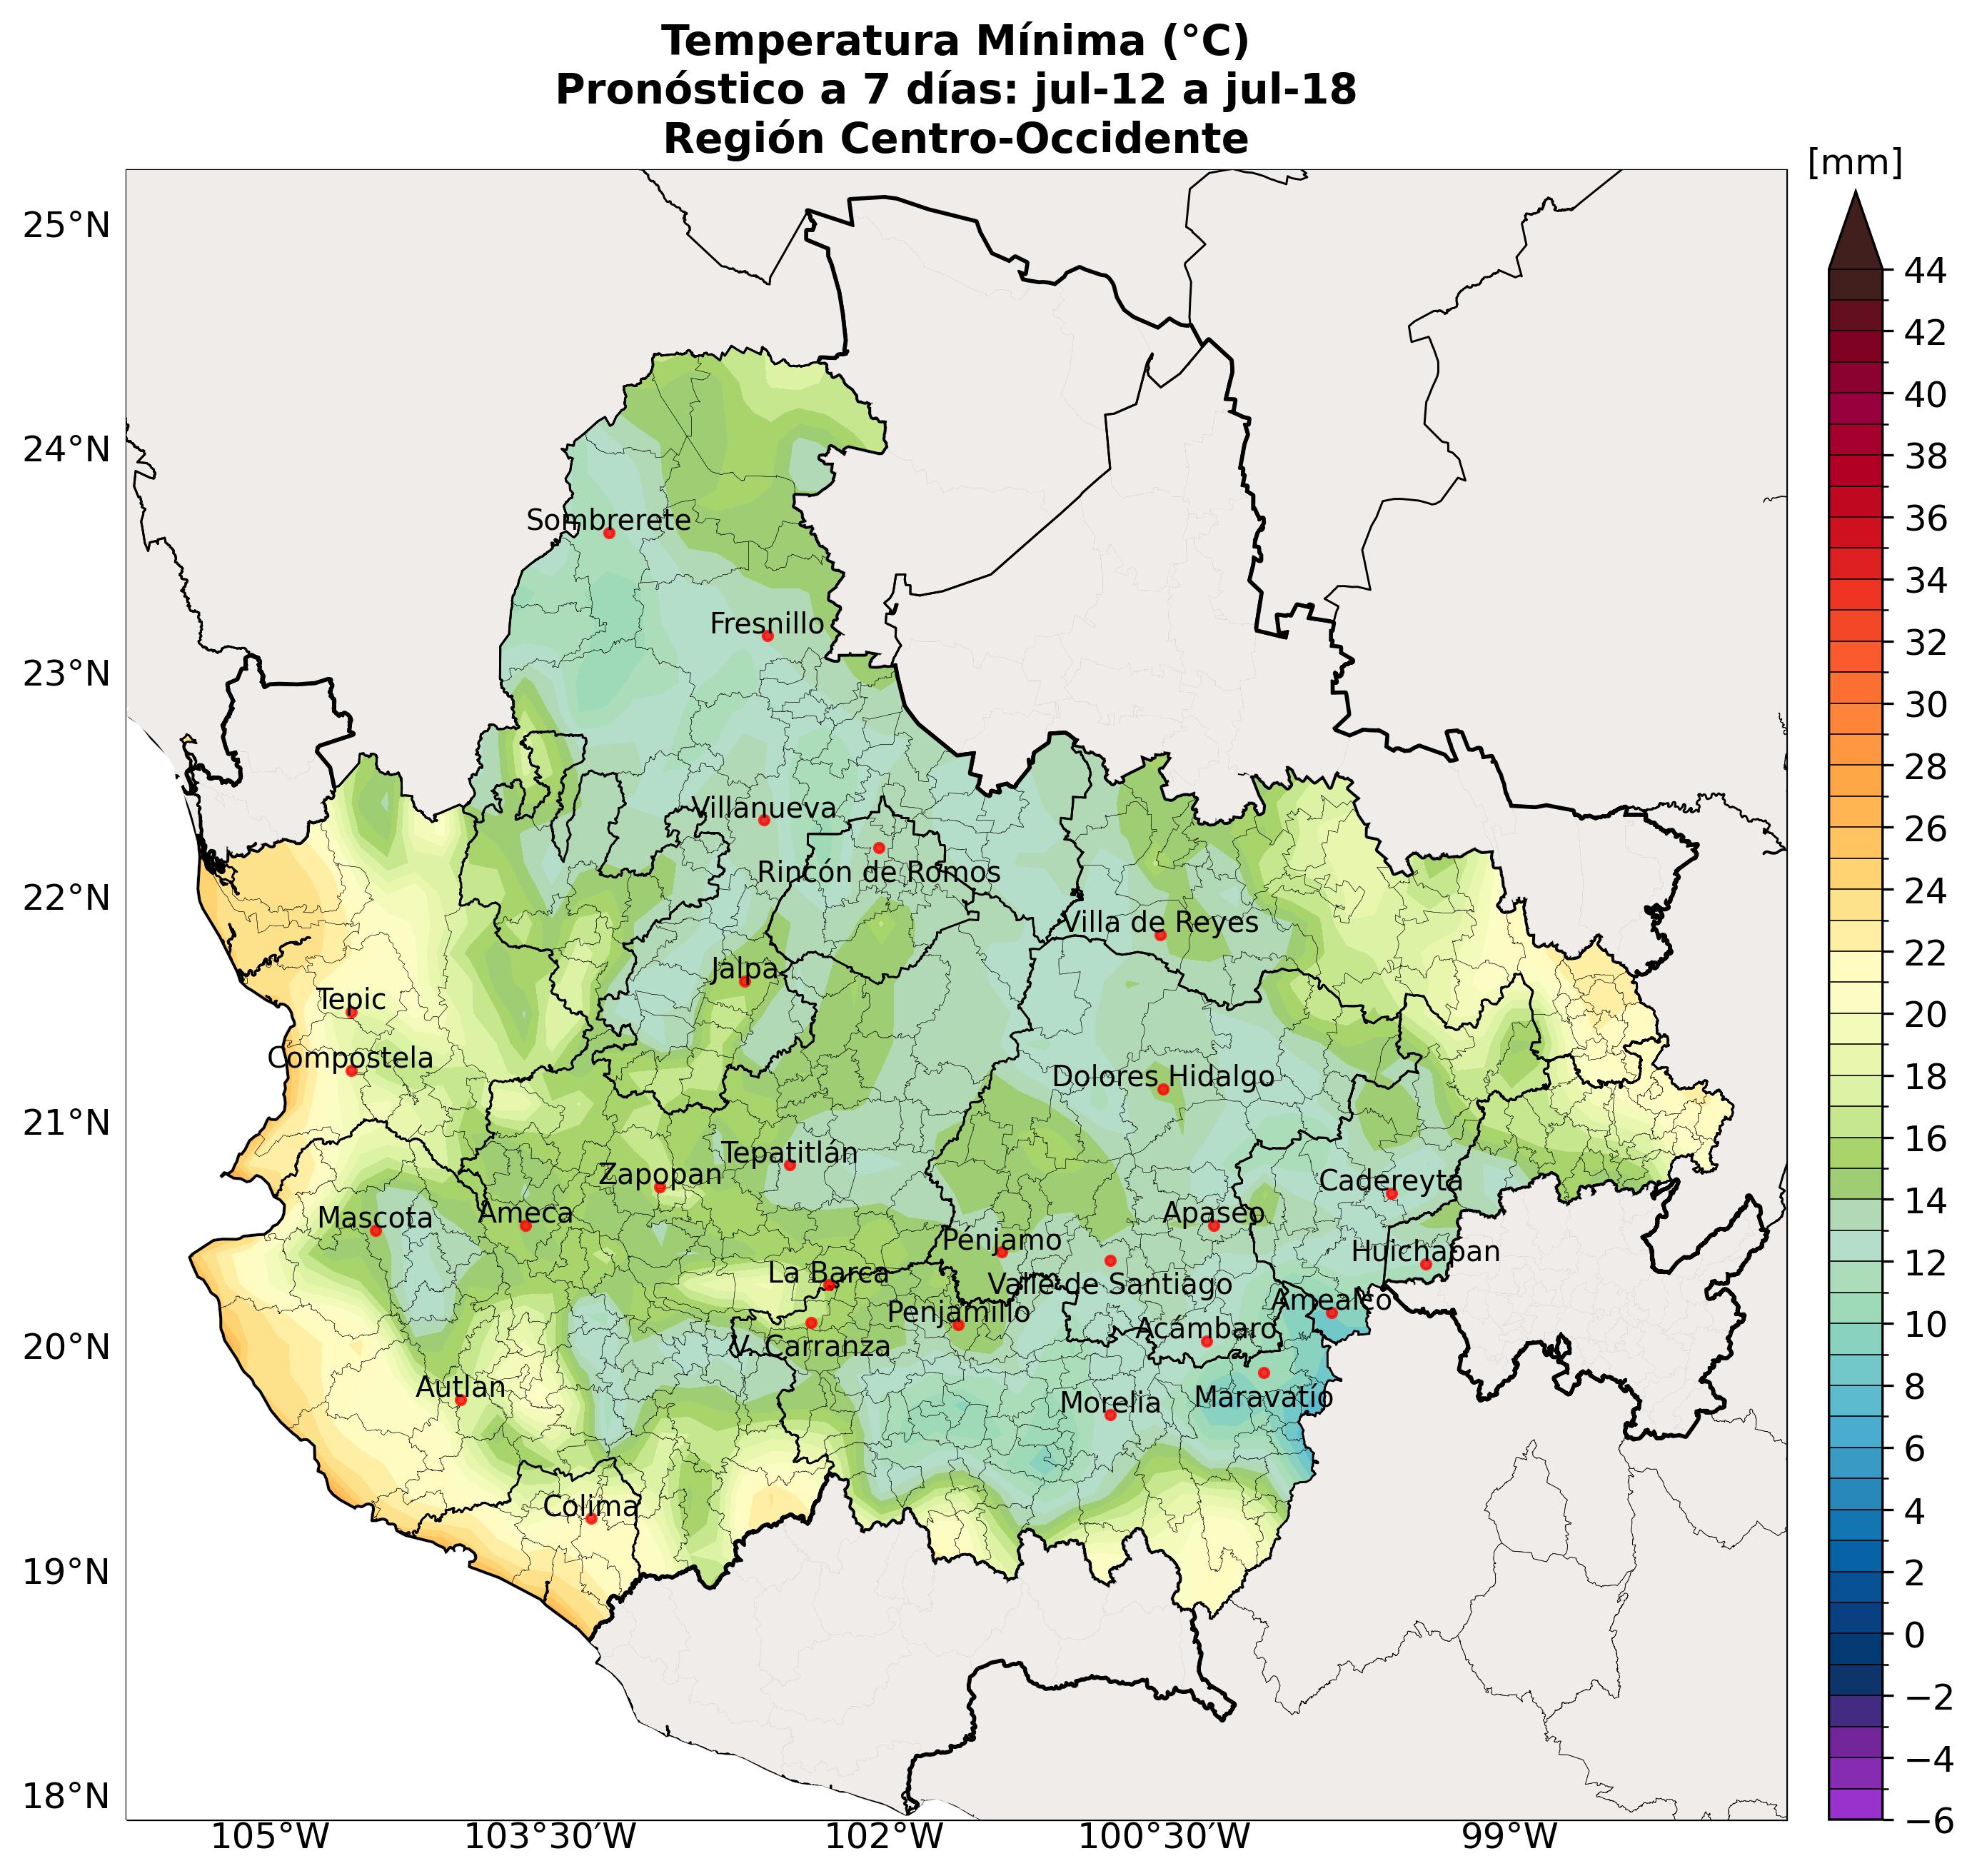 Temperatura Mínima (°C)
Pronóstico a 7 días: jul-12 a jul-18
Región Centro-Occidente
[mm]
25°N
24°N
23°N
22°N
21°N
20°N
19°N
18°N
Sombrerete
Fresnillo
Villanueva
Rincón de Romos
Villa de Reyes
Jalpa
Tepic
Compostela
Dolores Hidalgo
Tepatitlán
Zapopan
Cadereyta
Mascota
Ameca
Apaseo
Pénjamo
Huichapan
La Barca
Valle de Santiago
Amealco
Penjamillo
Acámbaro
V. Carranza
Autlan
Maravatío
Morelia
Colima
105°W
103°30'W
102°W
100°30'W
99°W
44
42
40
38
36
34
32
30
28
26
24
22
20
18
16
14
12
10
8
6
4
2
0
−2
−4
−6